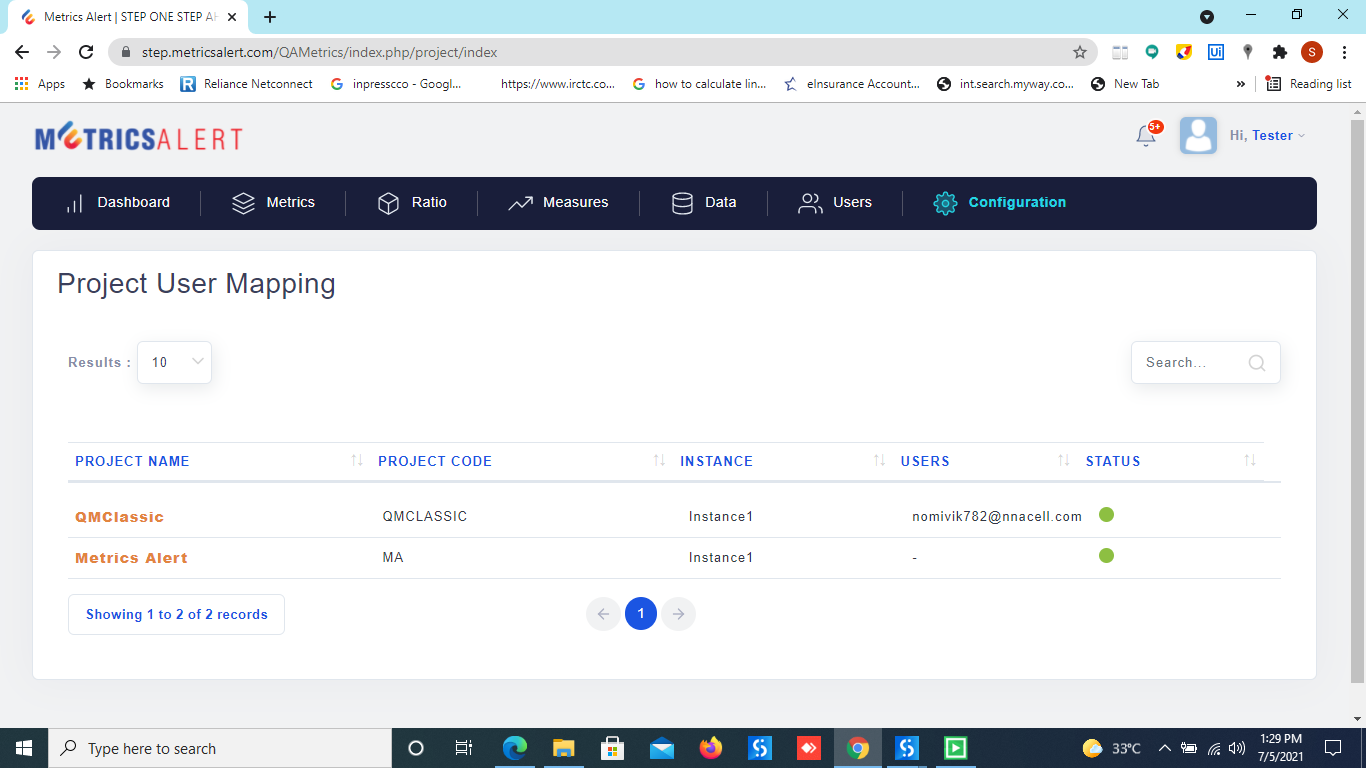 Metrics Alert | STEP ONE STEP AH
step.metricsalert.com/QAMetrics/index.php/project/index
S
Apps Bookmarks R Reliance Netconnect inpresscco - Googl... https://www.irctc.co... how to calculate lin... eInsurance Account... int.search.myway.co... New Tab » Reading list
METRICSALERT
5+
Hi, Tester
Dashboard Metrics Ratio Measures Data Users Configuration
Project User Mapping
Results : 10 Search...
PROJECT NAME PROJECT CODE INSTANCE USERS STATUS
QMClassic QMCLASSIC Instance1 nomivik782@nnacell.com
Metrics Alert MA Instance1 -
Showing 1 to 2 of 2 records 1
Type here to search 33°C 1:29 PM
7/5/2021